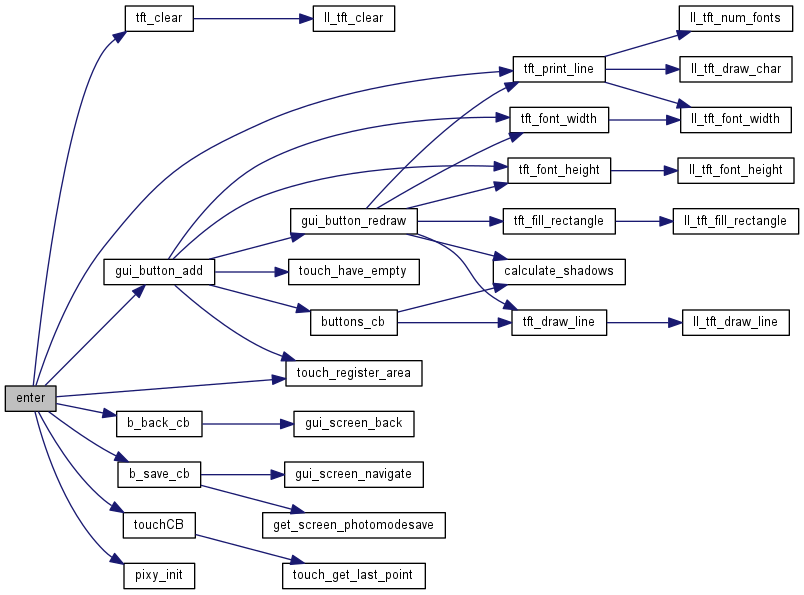 tft_clear
ll_tft_clear
ll_tft_num_fonts
tft_print_line
ll_tft_draw_char
tft_font_width
ll_tft_font_width
tft_font_height
ll_tft_font_height
gui_button_redraw
tft_fill_rectangle
ll_tft_fill_rectangle
gui_button_add
touch_have_empty
calculate_shadows
buttons_cb
tft_draw_line
ll_tft_draw_line
touch_register_area
enter
b_back_cb
gui_screen_back
b_save_cb
gui_screen_navigate
touchCB
get_screen_photomodesave
pixy_init
touch_get_last_point